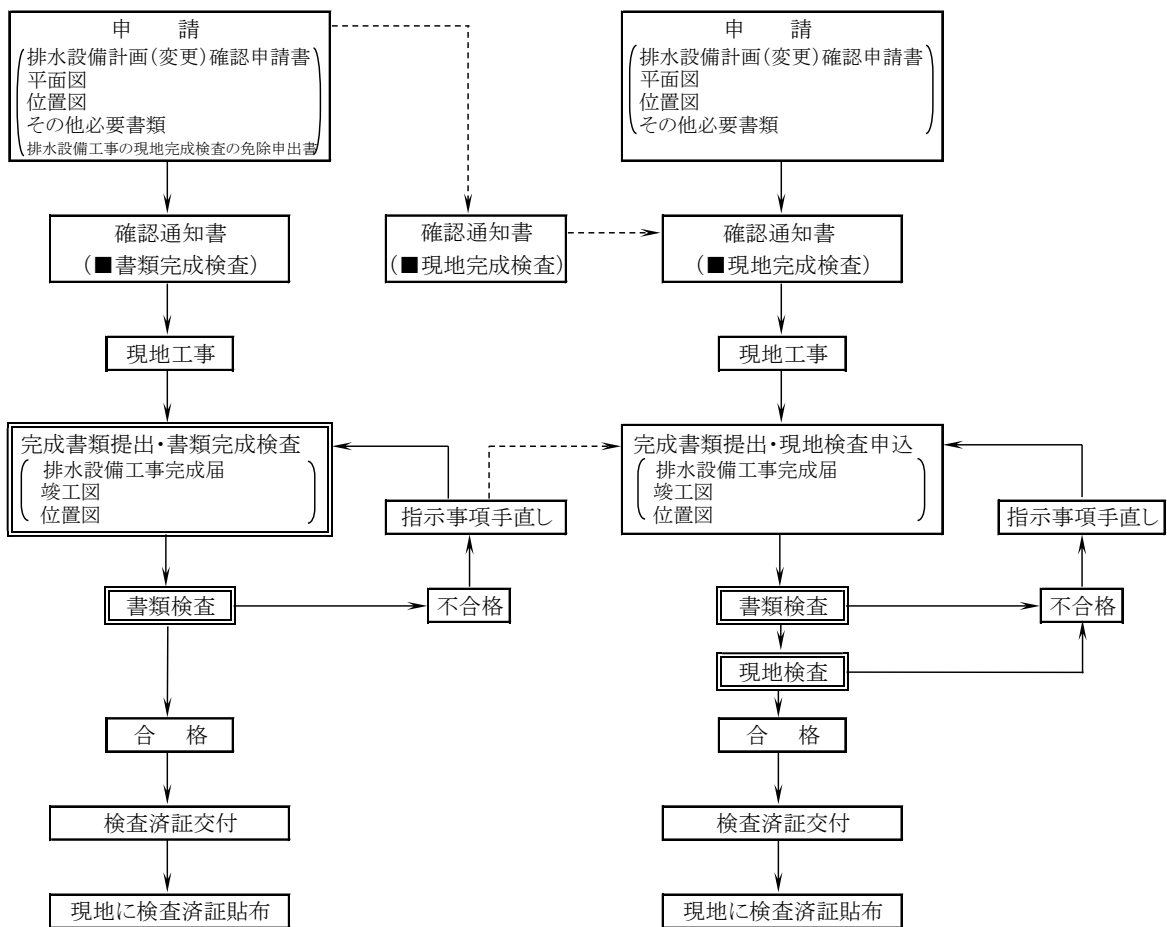 申　請
排水設備計画(変更)確認申請書
平面図
位置図
その他必要書類
排水設備工事の現地完成検査の免除申出書
確認通知書
(■書類完成検査)
確認通知書
(■現地完成検査)
現地工事
完成書類提出・書類完成検査
排水設備工事完成届
竣工図
位置図
指示事項手直し
書類検査
不合格
合　格
検査済証交付
現地に検査済証貼布
申　請
排水設備計画(変更)確認申請書
平面図
位置図
その他必要書類
確認通知書
(■現地完成検査)
現地工事
完成書類提出・現地検査申込
排水設備工事完成届
竣工図
位置図
指示事項手直し
書類検査
不合格
現地検査
合　格
検査済証交付
現地に検査済証貼布